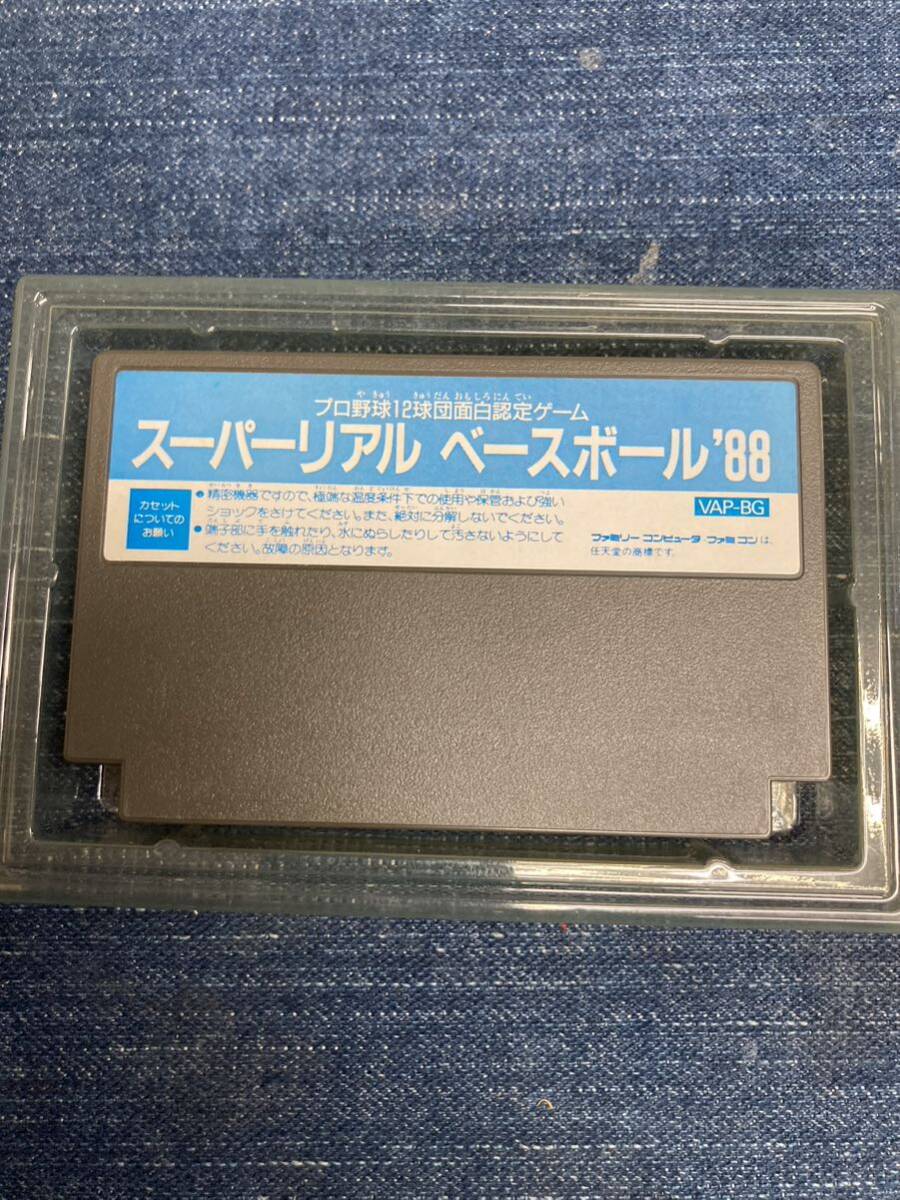 プロ野球12球団面白認定ゲーム
スーパーリアル ベースボール'88
カセット
についての
お願い
●精密機器ですので、極端な温度条件下での使用や保管および強い
ショックをさけてください。また、絶対に分解しないでください。
●端子部に手を触れたり、水にぬらしたりして汚さないようにして
ください。故障の原因となります。
VAP-BG
ファミリーコンピュータ・ファミコンは、
任天堂の商標です。